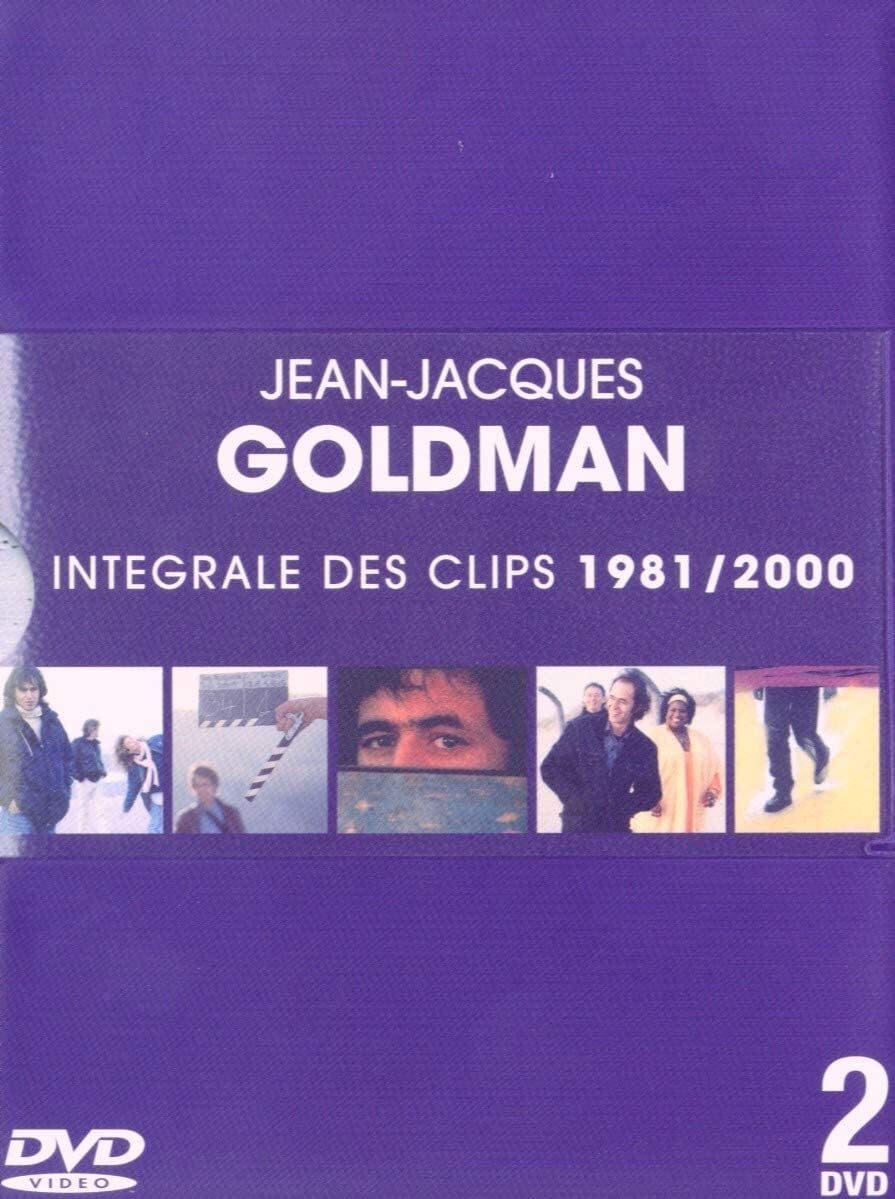 JEAN-JACQUES
GOLDMAN
INTEGRALE DES CLIPS 1981/2000
DVD
VIDEO
2
DVD